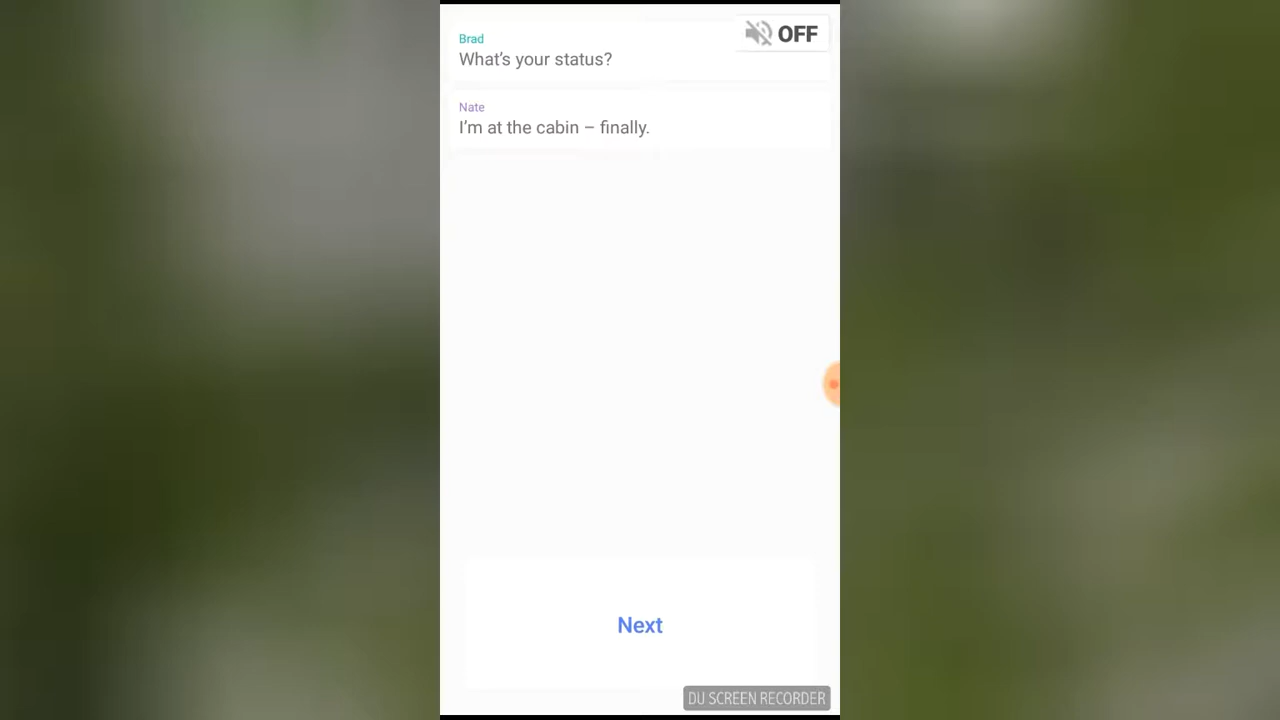 Brad
OFF
What’s your status?
Nate
I’m at the cabin – finally.
Next
DU SCREEN RECORDER